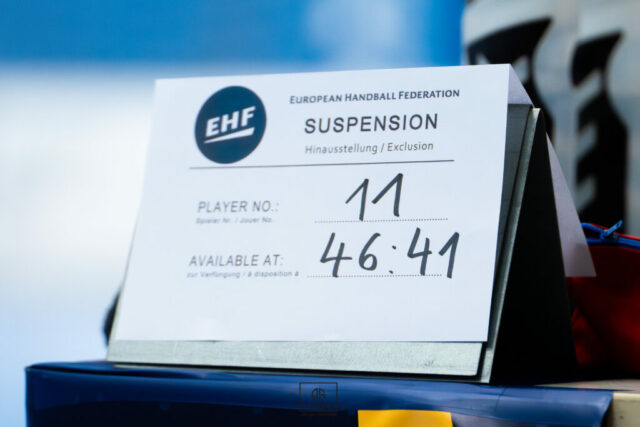 EHF
EUROPEAN HANDBALL FEDERATION
SUSPENSION
Hinausstellung / Exclusion
PLAYER NO.: 11
Spieler Nr. / Jouer No.
AVAILABLE AT: 46:41
zur Verfüngung / à disposition à